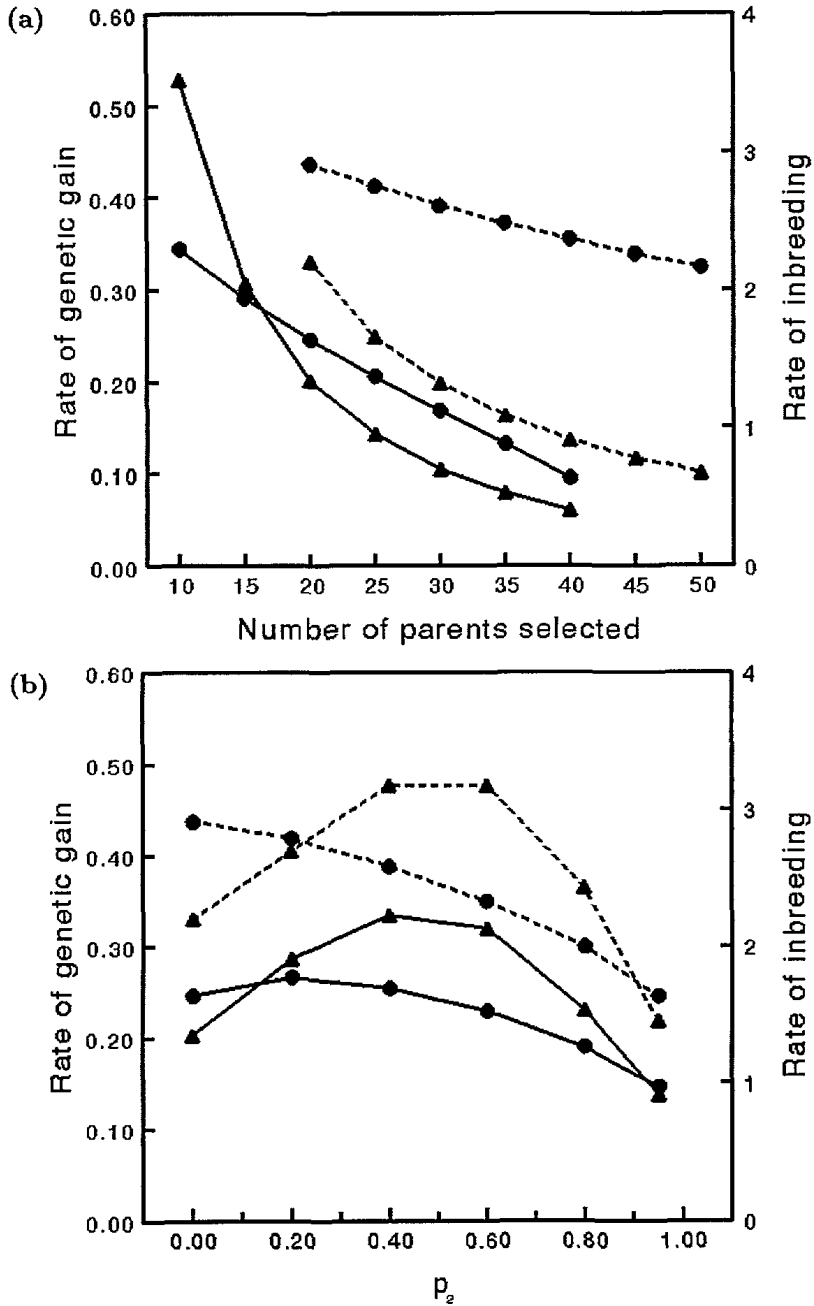 (a)
0.60
0.50
0.40
0.30
0.20
0.10
0.00
Rate of genetic gain
4
3
2
1
0
Rate of inbreeding
10 15 20 25 30 35 40 45 50
Number of parents selected
(b)
0.60
0.50
0.40
0.30
0.20
0.10
0.00
Rate of genetic gain
4
3
2
1
0
Rate of inbreeding
0.00 0.20 0.40 0.60 0.80 1.00
p₂